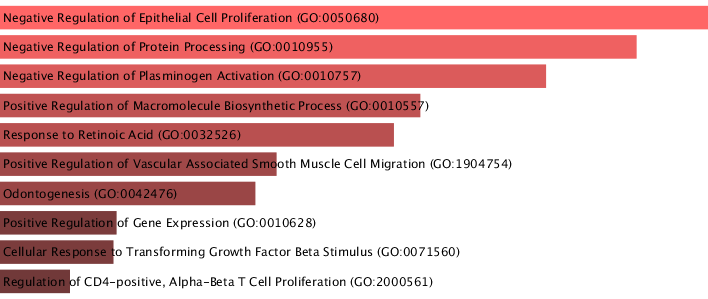 Negative Regulation of Epithelial Cell Proliferation (GO:0050680)
Negative Regulation of Protein Processing (GO:0010955)
Negative Regulation of Plasminogen Activation (GO:0010757)
Positive Regulation of Macromolecule Biosynthetic Process (GO:0010557)
Response to Retinoic Acid (GO:0032526)
Positive Regulation of Vascular Associated Smooth Muscle Cell Migration (GO:1904754)
Odontogenesis (GO:0042476)
Positive Regulation of Gene Expression (GO:0010628)
Cellular Response to Transforming Growth Factor Beta Stimulus (GO:0071560)
Regulation of CD4-positive, Alpha-Beta T Cell Proliferation (GO:2000561)